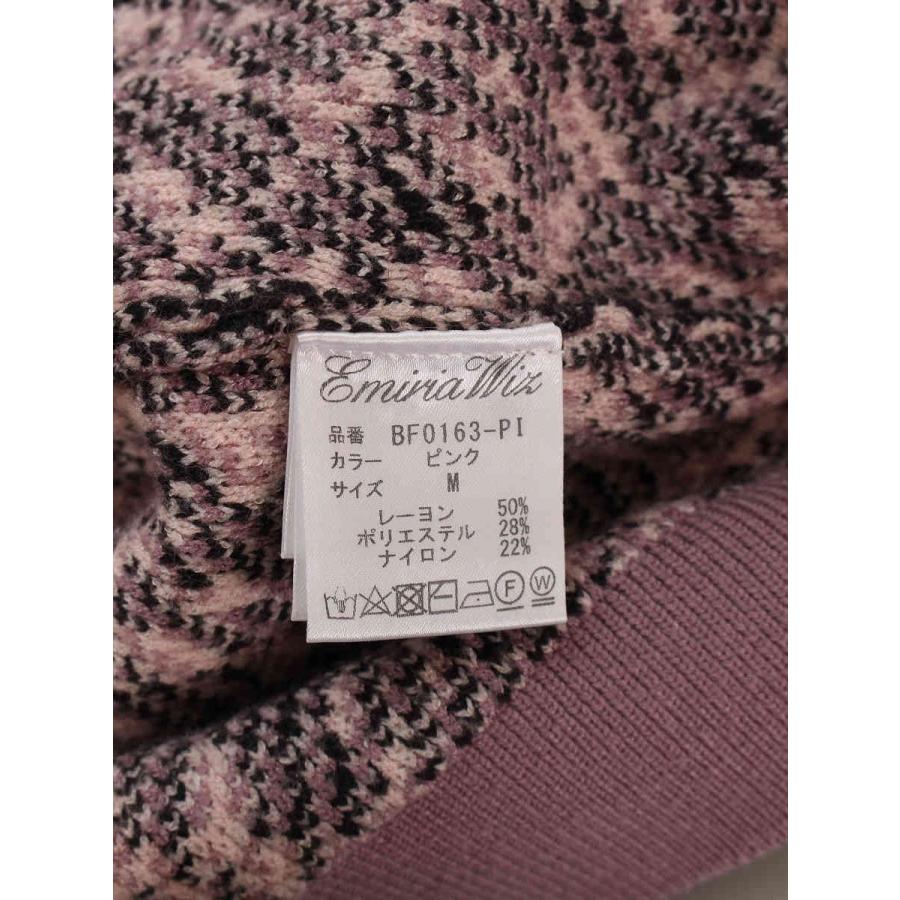 EmiriaWiz
品番 BF0163-PI
カラー ピンク
サイズ M
レーヨン 50%
ポリエステル 28%
ナイロン 22%
F W